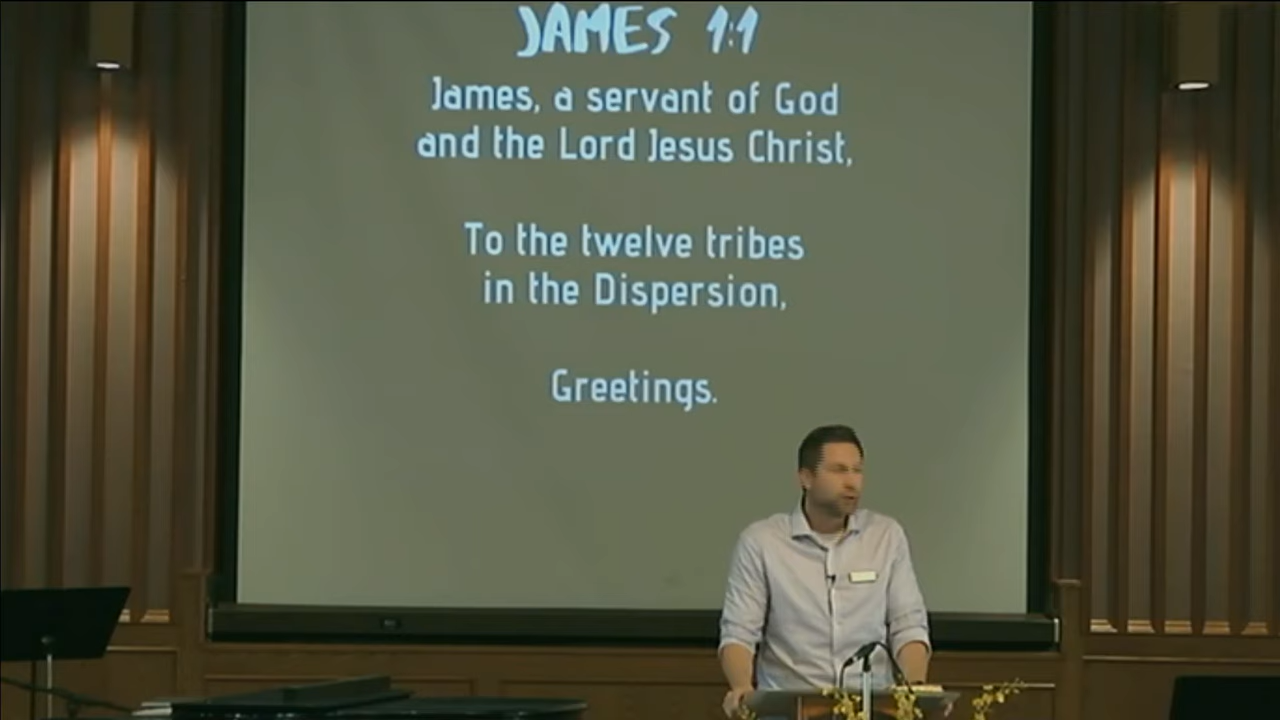 JAMES 1:1
James, a servant of God
and the Lord Jesus Christ,
To the twelve tribes
in the Dispersion,
Greetings.